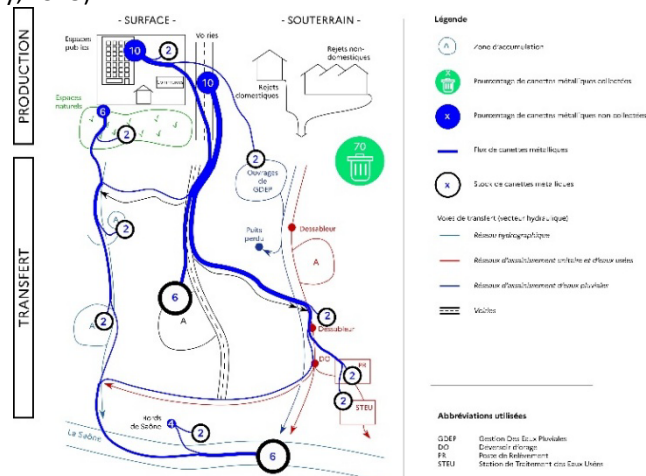 - SURFACE -
- SOUTERRAIN -
PRODUCTION
TRANSFERT
Espaces
publics
Voiries
10
2
10
Rejets non-
domestiques
Rejets
domestiques
Espaces
naturels
6
2
2
Ouvrages
de
GDEP
70
A
2
Puits
perdu
Dessableur
A
6
A
2
A
2
Dessableur
DO
PR
2
2
STEU
La Saône
Bords
de Saône
4
2
6
Légende
A
Zone d'accumulation
Pourcentage de canettes métalliques collectées
x
Pourcentage de canettes métalliques non collectées
Flux de canettes métalliques
x
Stock de canettes métalliques
Voies de transfert (vecteur hydraulique)
Réseau hydrographique
Réseaux d'assainissement unitaire et d'eaux usées
Réseaux d'assainissement d'eaux pluviales
Voiries
Abbréviations utilisées
GDEP Gestion Des Eaux Pluviales
DO Déversoir d'orage
PR Poste de Relèvement
STEU Station de Traitement des Eaux Usées